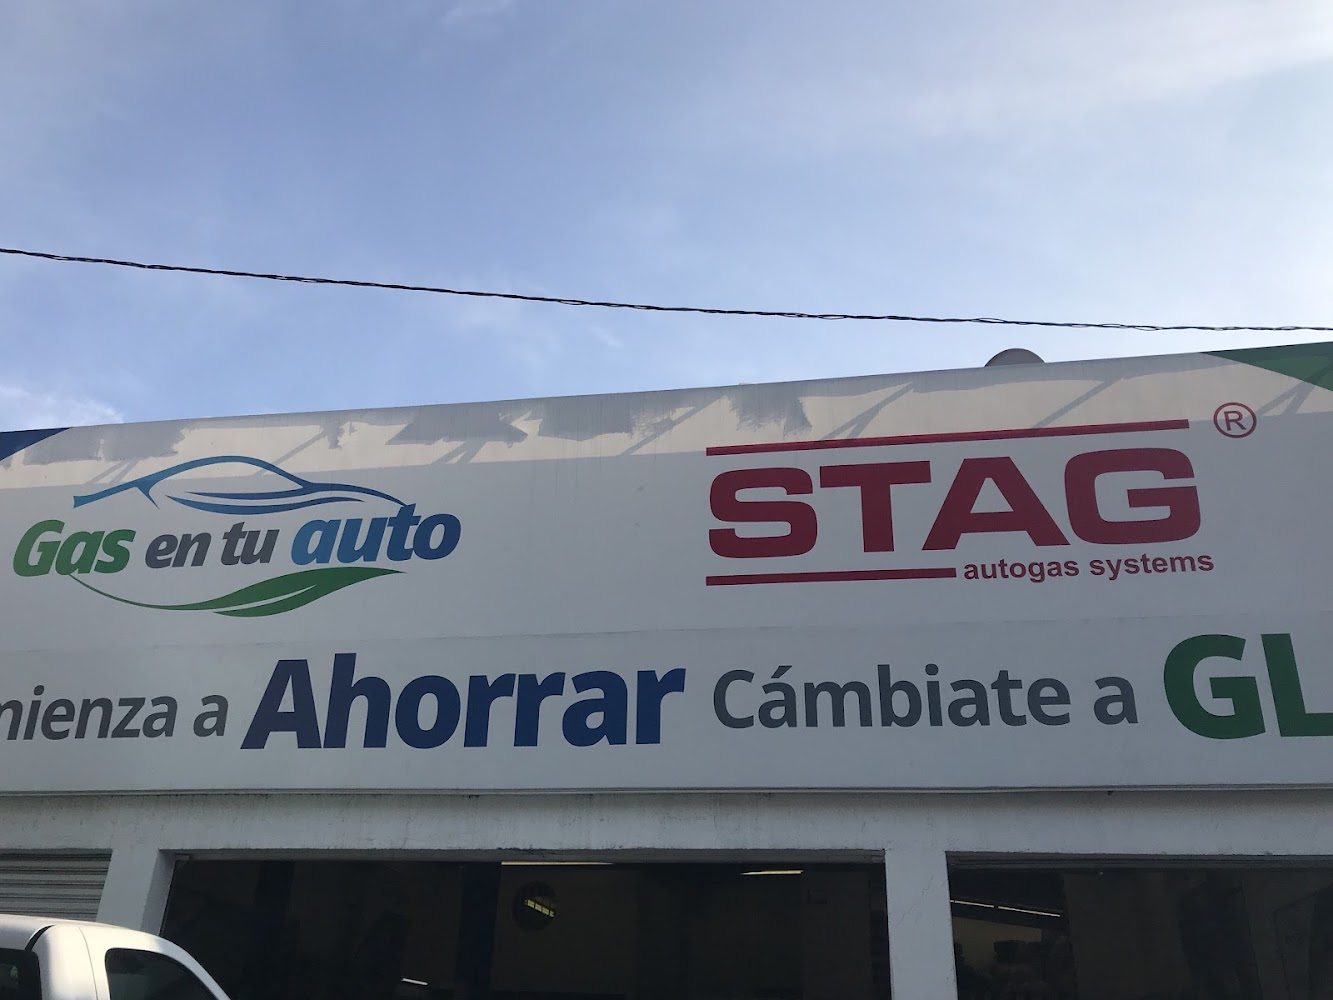 Gas en tu auto
STAG ®
autogas systems
mienza a Ahorrar Cámbiate a GL